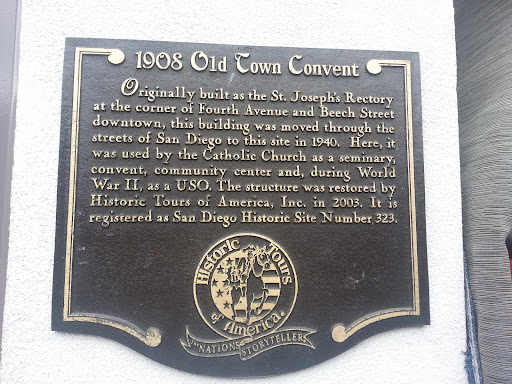 1908 Old Town Convent
Originally built as the St. Joseph's Rectory
at the corner of Fourth Avenue and Beech Street
downtown, this building was moved through the
streets of San Diego to this site in 1940. Here, it
was used by the Catholic Church as a seminary,
convent, community center and, during World
War II, as a USO. The structure was restored by
Historic Tours of America, Inc. in 2003. It is
registered as San Diego Historic Site Number 323.
Historic Tours
of America.
The NATION'S STORYTELLER